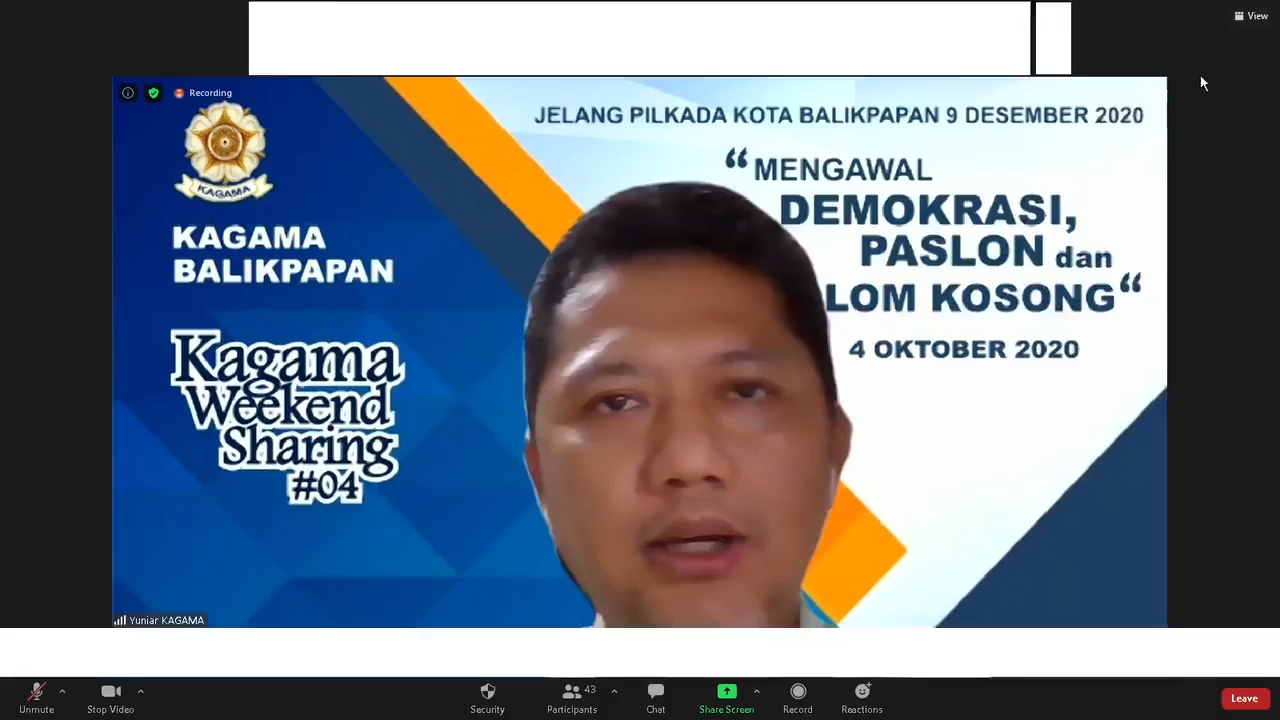 View
Recording
KAGAMA
KAGAMA
BALIKPAPAN
Kagama
Weekend
Sharing
#04
JELANG PILKADA KOTA BALIKPAPAN 9 DESEMBER 2020
“MENGAWAL
DEMOKRASI,
PASLON dan
LOM KOSONG“
4 OKTOBER 2020
Yuniar KAGAMA
Unmute
Stop Video
Security
Participants 43
Chat
Share Screen
Record
Reactions
Leave